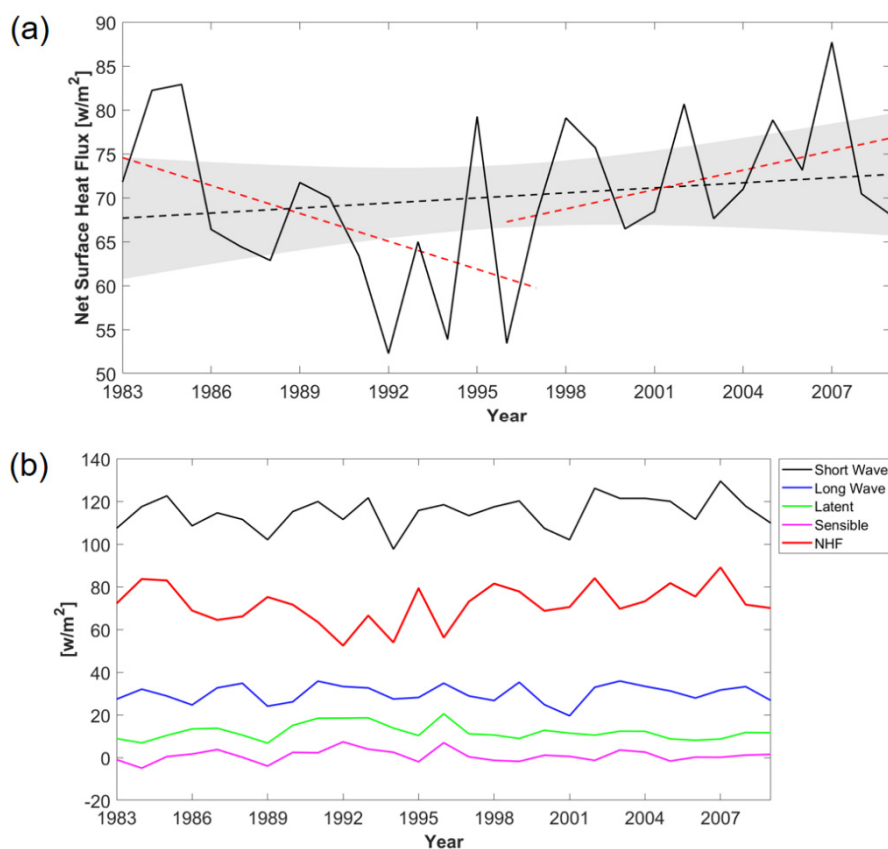 (a)
90
85
80
75
70
65
60
55
50
Net Surface Heat Flux [w/m²]
1983 1986 1989 1992 1995 1998 2001 2004 2007
Year
(b)
140
120
100
80
60
40
20
0
-20
[w/m²]
1983 1986 1989 1992 1995 1998 2001 2004 2007
Year
Short Wave
Long Wave
Latent
Sensible
NHF